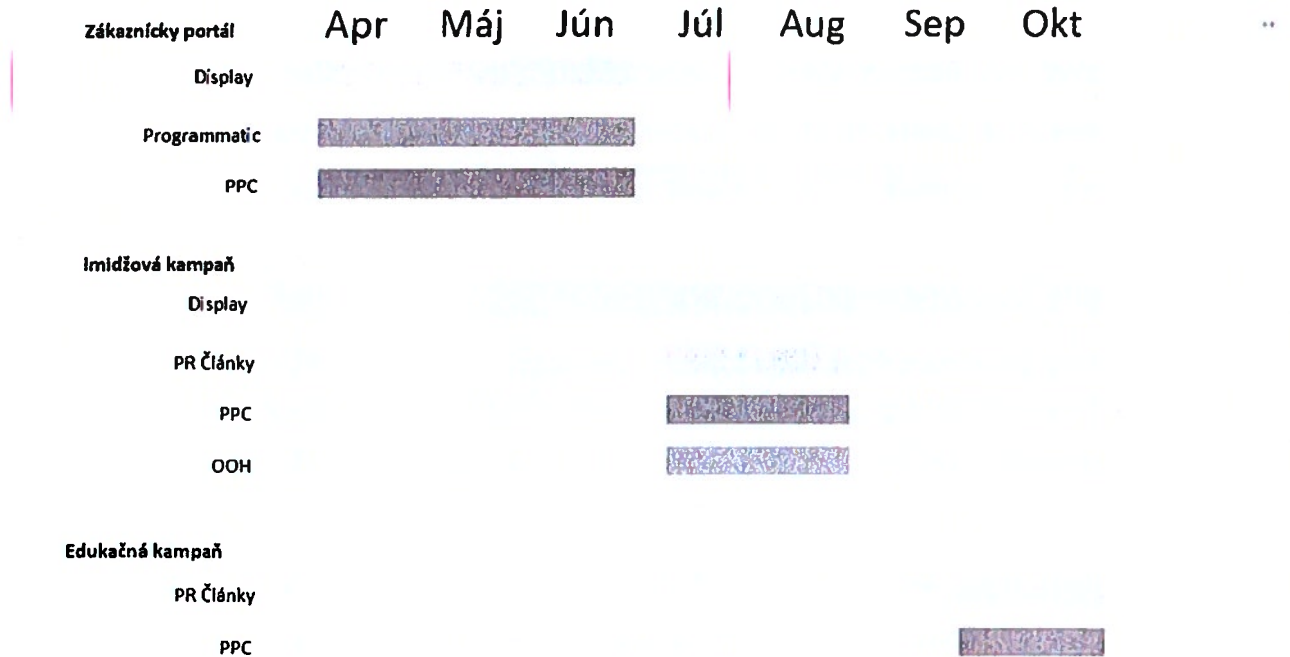 Zákaznícky portál Apr Máj Jún Júl Aug Sep Okt
Display
Programmatic
PPC
Imidžová kampaň
Display
PR Články
PPC
OOH
Edukačná kampaň
PR Články
PPC